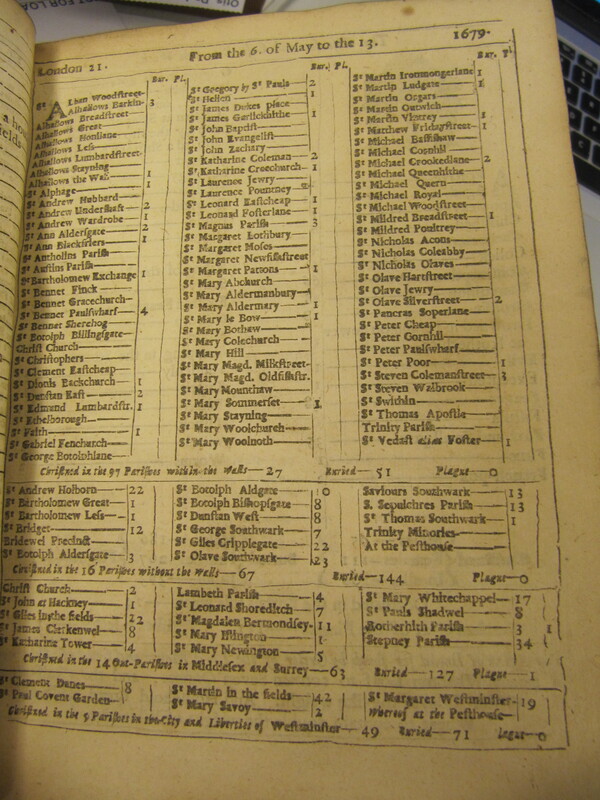 London 21. From the 6. of May to the 13. 1679.
Bur. Pl.
St Alban Woodstreet
Alhallows Barkin 3
Alhallows Breadstreet
Alhallows Great
Alhallows Honilane
Alhallows Less
Alhallows Lumbardstreet
Alhallows Stayning
Alhallows the Wall 1
St Alphage
St Andrew Hubbard 1
St Andrew Undershaft 2
St Andrew Wardrobe 1
St Ann Aldersgate 2
St Ann Blackfriers 1
St Antholins Parish
St Austins Parish
St Bartholomew Exchange 1
St Bennet Finck
St Bennet Gracechurch
St Bennet Paulswharf 4
St Bennet Sherehog
St Botolph Billingsgate
Christ Church
St Christophers
St Clement Eastcheap
St Dionis Backchurch 1
St Dunstan East 2
St Edmund Lumbardstr. 1
St Ethelborough
St Faith 1
St Gabriel Fenchurch
St George Botolphlane
Bur. Pl.
St Gregory by St Pauls 2
St Hellen 1
St James Dukes place
St James Garlickhithe 1
St John Baptist
St John Evangelist
St John Zachary
St Katharine Coleman 2
St Katharine Creechurch 1
St Laurence Jewry
St Laurence Pountney
St Leonard Eastcheap 1
St Leonard Fosterlane 1
St Magnus Parish 3
St Margaret Lothbury
St Margaret Moses
St Margaret Newfishstreet
St Margaret Pattons 1
St Mary Abchurch
St Mary Aldermanbury
St Mary Aldermary 1
St Mary le Bow 1
St Mary Bothaw
St Mary Colechurch
St Mary Hill
St Mary Magd. Milkstreet
St Mary Magd. Oldfishstr.
St Mary Mounthaw
St Mary Sommerset 1
St Mary Stayning
St Mary Woolchurch
St Mary Woolnoth
Bur. Pl.
St Martin Ironmongerlane 1
St Martin Ludgate 1
St Martin Orgars
St Martin Outwich
St Martin Vintrey 1
St Matthew Fridaystreet 1
St Michael Bassishaw
St Michael Cornhil
St Michael Crookedlane 2
St Michael Queenhithe
St Michael Quern
St Michael Royal
St Michael Woodstreet
St Mildred Breadstreet 1
St Mildred Poultrey
St Nicholas Acons
St Nicholas Coleabby
St Nicholas Olaves
St Olave Hartstreet
St Olave Jewry
St Olave Silverstreet 2
St Pancras Soperlane
St Peter Cheap
St Peter Cornhil
St Peter Paulswharf
St Peter Poor 1
St Steven Colemanstreet 3
St Steven Walbrook
St Swithin
St Thomas Apostle
Trinity Parish
St Vedast alias Foster 1
Christned in the 97 Parishes within the Walls 27 Buried 51 Plague 0
St Andrew Holborn 22
St Bartholomew Great 1
St Bartholomew Less 1
St Bridget 12
Bridewel Precinct
St Botolph Aldersgate 3
St Botolph Aldgate
St Botolph Bishopsgate 8
St Dunstan West 8
St George Southwark 7
St Giles Cripplegate 22
St Olave Southwark 23
Saviours Southwark 13
S. Sepulchres Parish 13
St Thomas Southwark 1
Trinity Minories
At the Pesthouse
Christned in the 16 Parishes without the Walls 67 Buried 144 Plague 0
Christ Church 2
St John at Hackney 1
St Giles in the fields 22
St James Clerkenwel 8
St Katharine Tower 4
Lambeth Parish 4
St Leonard Shoreditch 7
St Magdalen Bermondsey 11
St Mary Islington 1
St Mary Newington 5
St Mary Whitechappel 17
St Pauls Shadwel 8
Rotherhith Parish 3 1
Stepney Parish 34
Christned in the 14 Out-Parishes in Middlesex and Surrey 63 Buried 127 Plague 1
St Clement Danes 8
St Paul Covent Garden
St Martin in the fields 42
St Mary Savoy 2
St Margaret Westminster 19
Whereof at the Pesthouse
Christned in the 5 Parishes in the City and Liberties of Westminster 49 Buried 71 lague 0